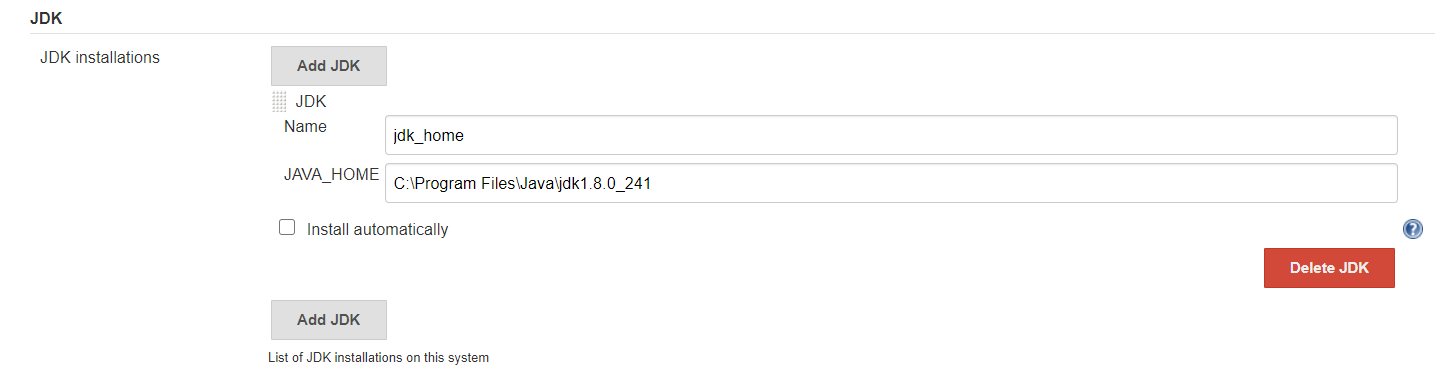 JDK
JDK installations
Add JDK
JDK
Name
jdk_home
JAVA_HOME
C:\Program Files\Java\jdk1.8.0_241
Install automatically
?
Delete JDK
Add JDK
List of JDK installations on this system